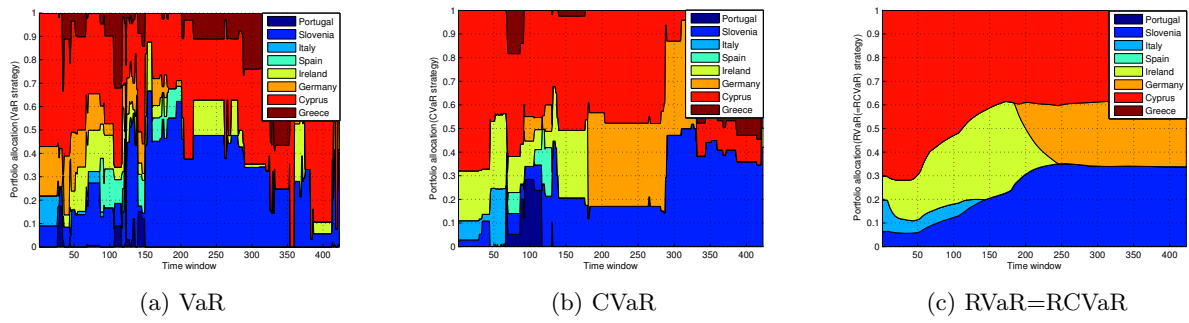 Portfolio allocation(VaR strategy)
1
0.9
0.8
0.7
0.6
0.5
0.4
0.3
0.2
0.1
0
50
100
150
200
250
300
350
400
Time window
Portugal
Slovenia
Italy
Spain
Ireland
Germany
Cyprus
Greece
(a) VaR
Portfolio allocation(CVaR strategy)
1
0.9
0.8
0.7
0.6
0.5
0.4
0.3
0.2
0.1
0
50
100
150
200
250
300
350
400
Time window
Portugal
Slovenia
Italy
Spain
Ireland
Germany
Cyprus
Greece
(b) CVaR
Portfolio allocation(RVaR=RCVaR strategy)
1
0.9
0.8
0.7
0.6
0.5
0.4
0.3
0.2
0.1
0
50
100
150
200
250
300
350
400
Time window
Portugal
Slovenia
Italy
Spain
Ireland
Germany
Cyprus
Greece
(c) RVaR=RCVaR